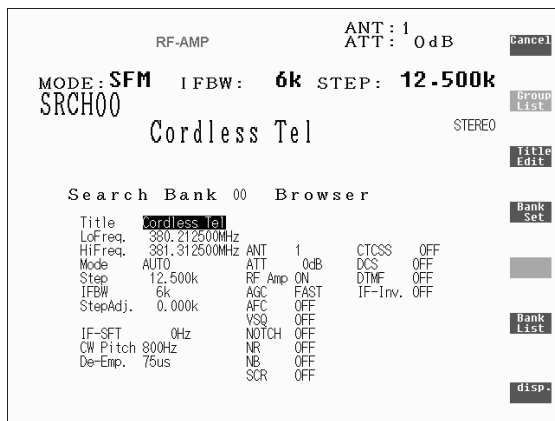 ANT:1
RF-AMP ATT: 0dB Cancel
MODE:SFM IFBW: 6k STEP: 12.500k
SRCH00 Group List
Cordless Tel STEREO
Title Edit
Search Bank 00 Browser
Bank Set
Title Cordless Tel
LoFreq. 380.212500MHz
HiFreq. 381.312500MHz ANT 1 CTCSS OFF
Mode AUTO ATT 0dB DCS OFF
Step 12.500k RF Amp ON DTMF OFF
IFBW 6k AGC FAST IF-Inv. OFF
StepAdj. 0.000k AFC OFF
VSQ OFF
Bank List
IF-SFT 0Hz NOTCH OFF
CW Pitch 800Hz NR OFF
De-Emp. 75us NB OFF
SCR OFF
disp.